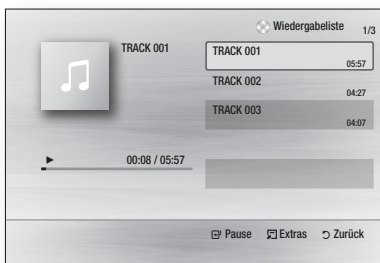 Wiedergabeliste 1/3
TRACK 001
TRACK 001
05:57
TRACK 002
04:27
TRACK 003
04:07
00:08 / 05:57
Pause Extras Zurück